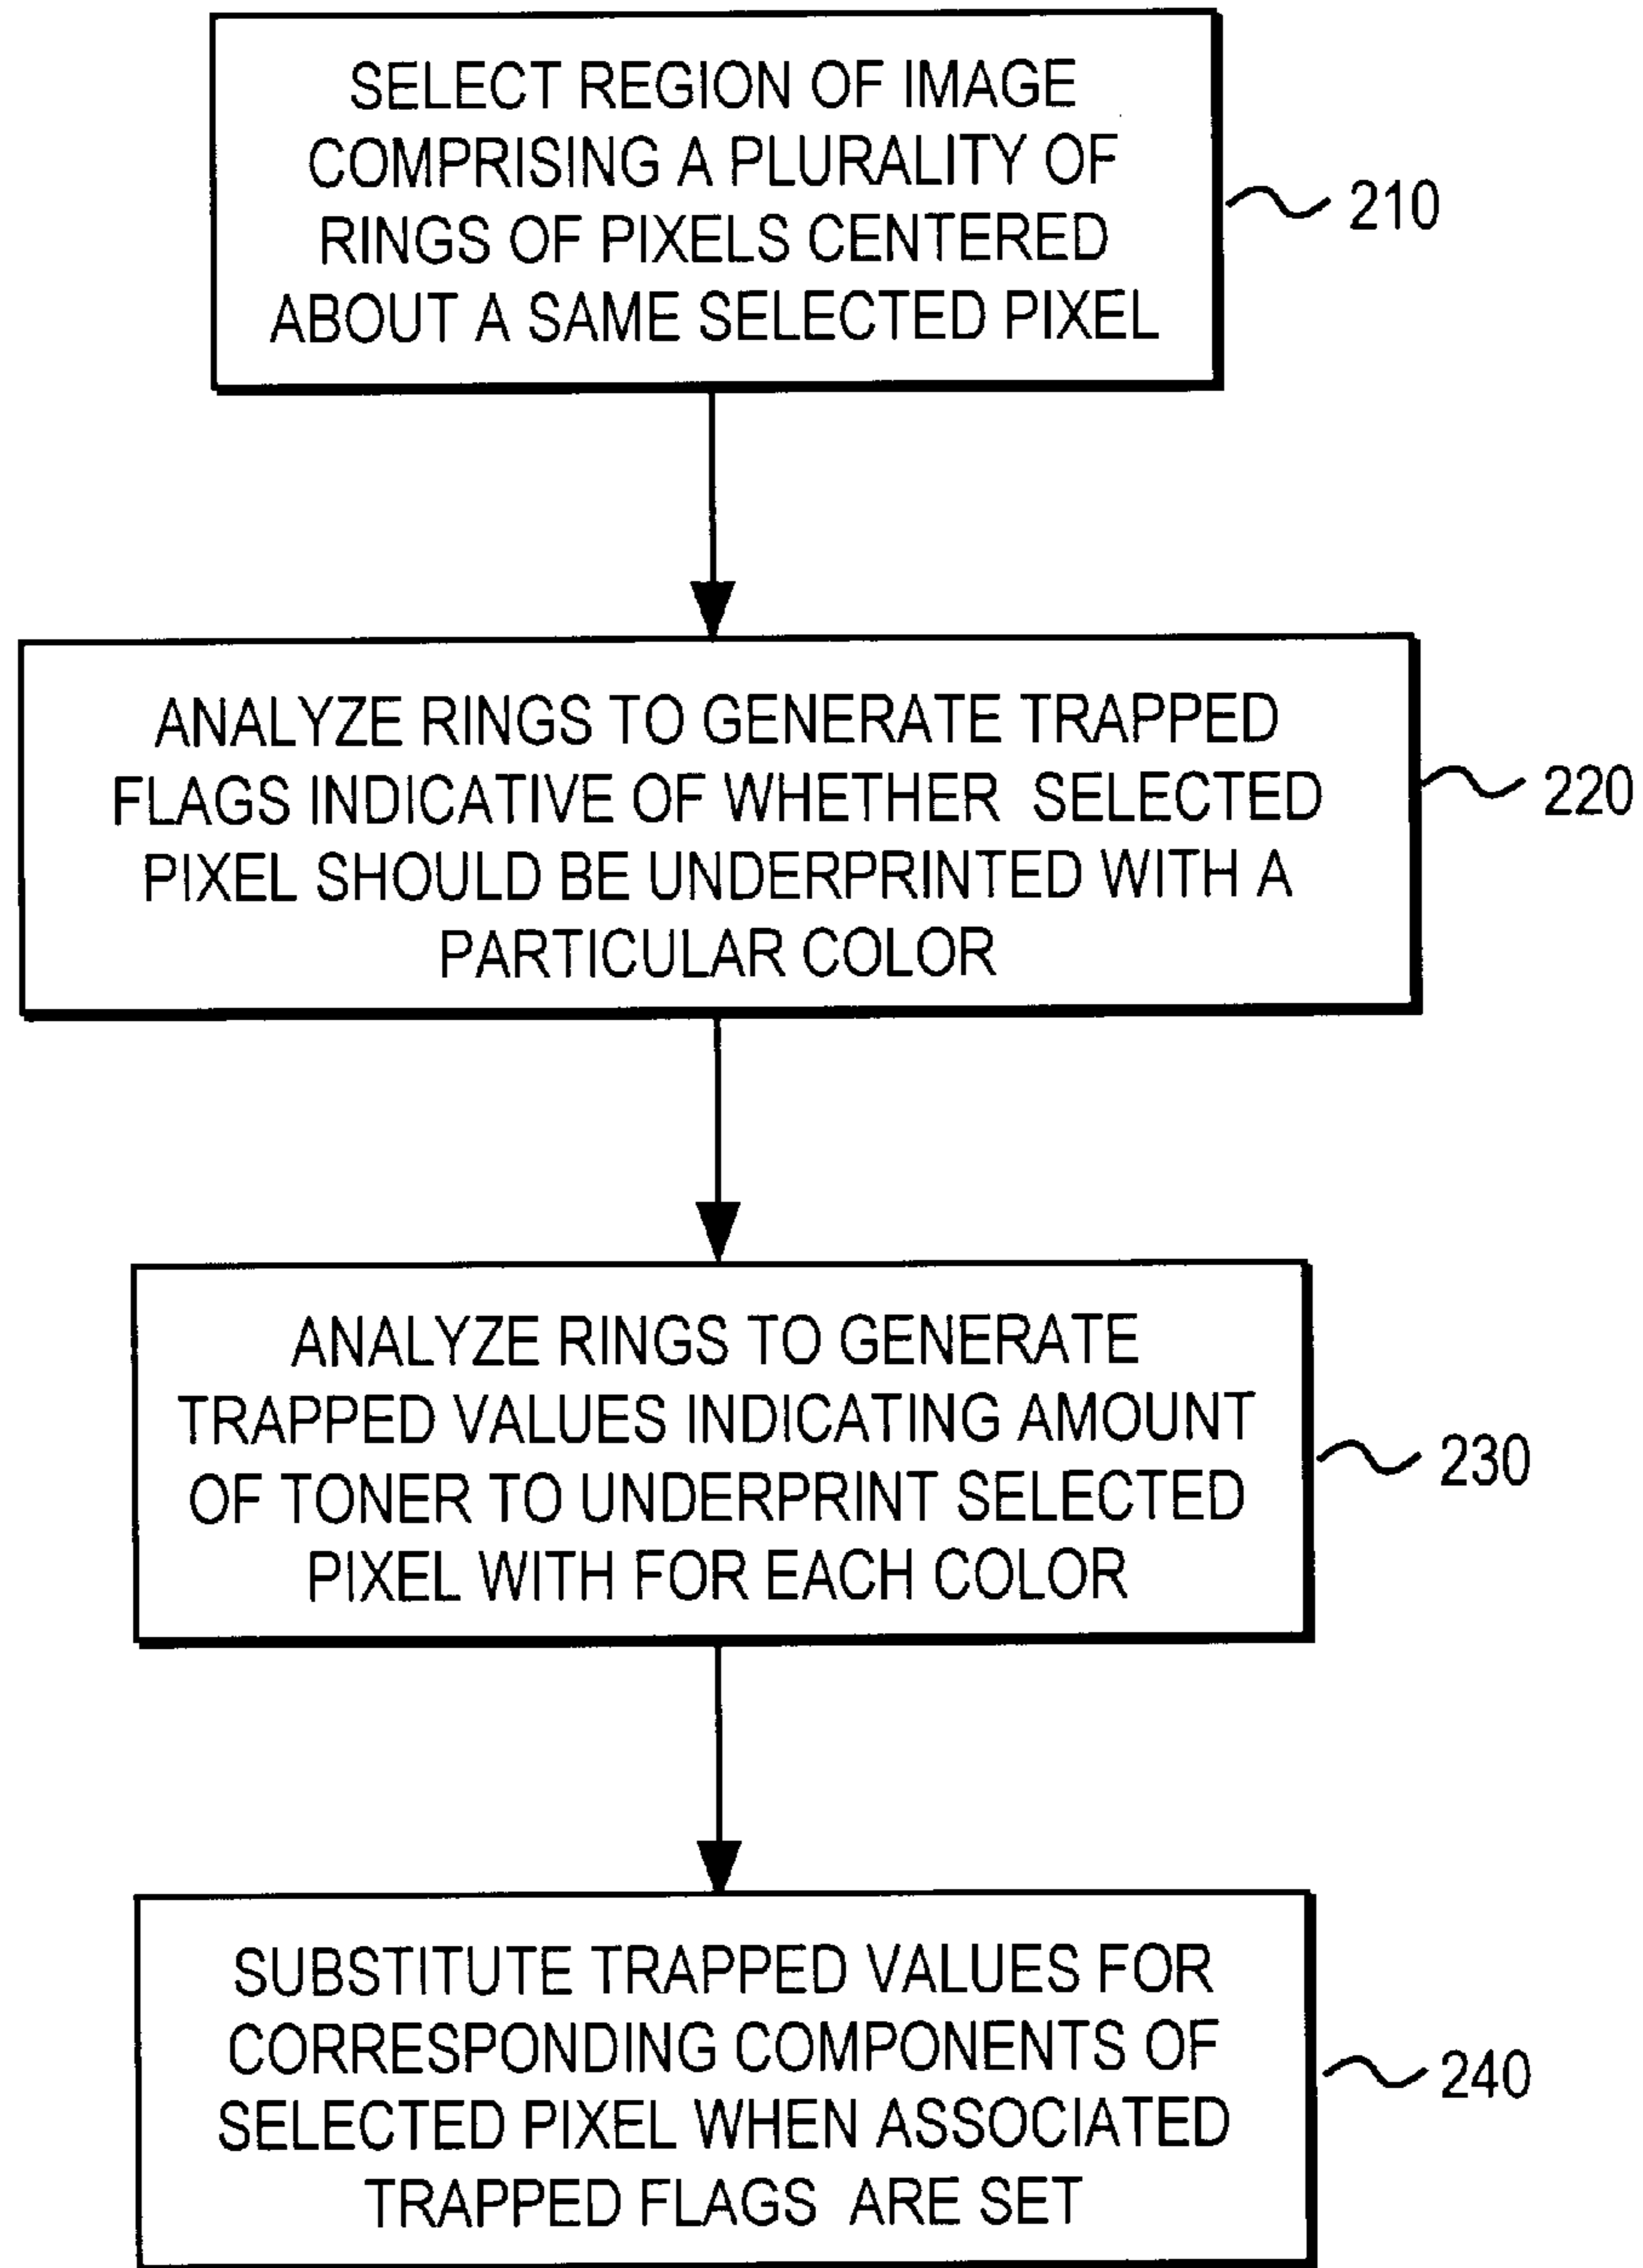 SELECT REGION OF IMAGE
COMPRISING A PLURALITY OF
RINGS OF PIXELS CENTERED
ABOUT A SAME SELECTED PIXEL
210
ANALYZE RINGS TO GENERATE TRAPPED
FLAGS INDICATIVE OF WHETHER SELECTED
PIXEL SHOULD BE UNDERPRINTED WITH A
PARTICULAR COLOR
220
ANALYZE RINGS TO GENERATE
TRAPPED VALUES INDICATING AMOUNT
OF TONER TO UNDERPRINT SELECTED
PIXEL WITH FOR EACH COLOR
230
SUBSTITUTE TRAPPED VALUES FOR
CORRESPONDING COMPONENTS OF
SELECTED PIXEL WHEN ASSOCIATED
TRAPPED FLAGS ARE SET
240